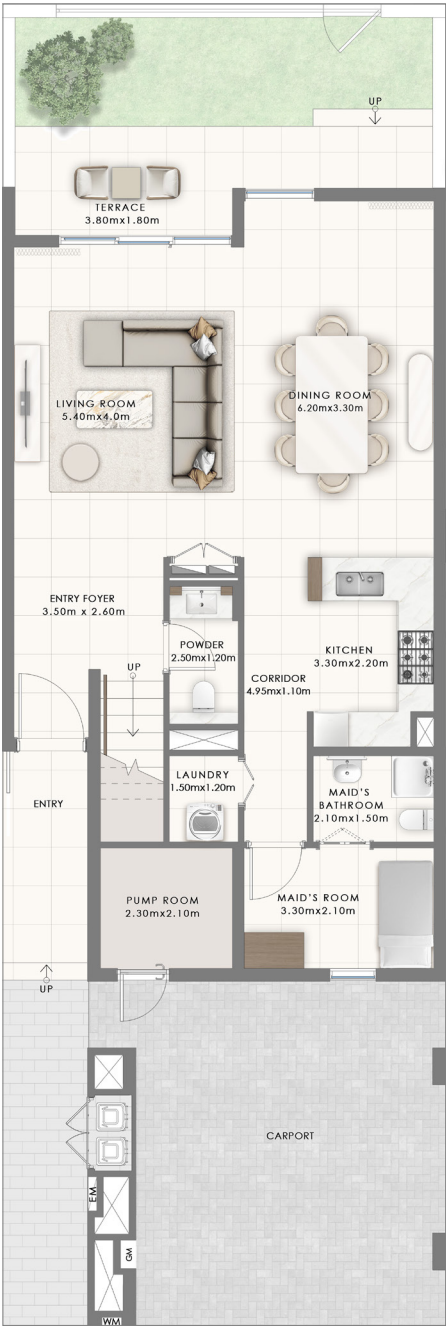 UP
TERRACE
3.80mx1.80m
LIVING ROOM
5.40mx4.0m
DINING ROOM
6.20mx3.30m
ENTRY FOYER
3.50m x 2.60m
POWDER
2.50mx1.20m
KITCHEN
3.30mx2.20m
UP
CORRIDOR
4.95mx1.10m
LAUNDRY
1.50mx1.20m
ENTRY
MAID'S
BATHROOM
2.10mx1.50m
PUMP ROOM
2.30mx2.10m
MAID'S ROOM
3.30mx2.10m
UP
CARPORT
EM
GM
WM